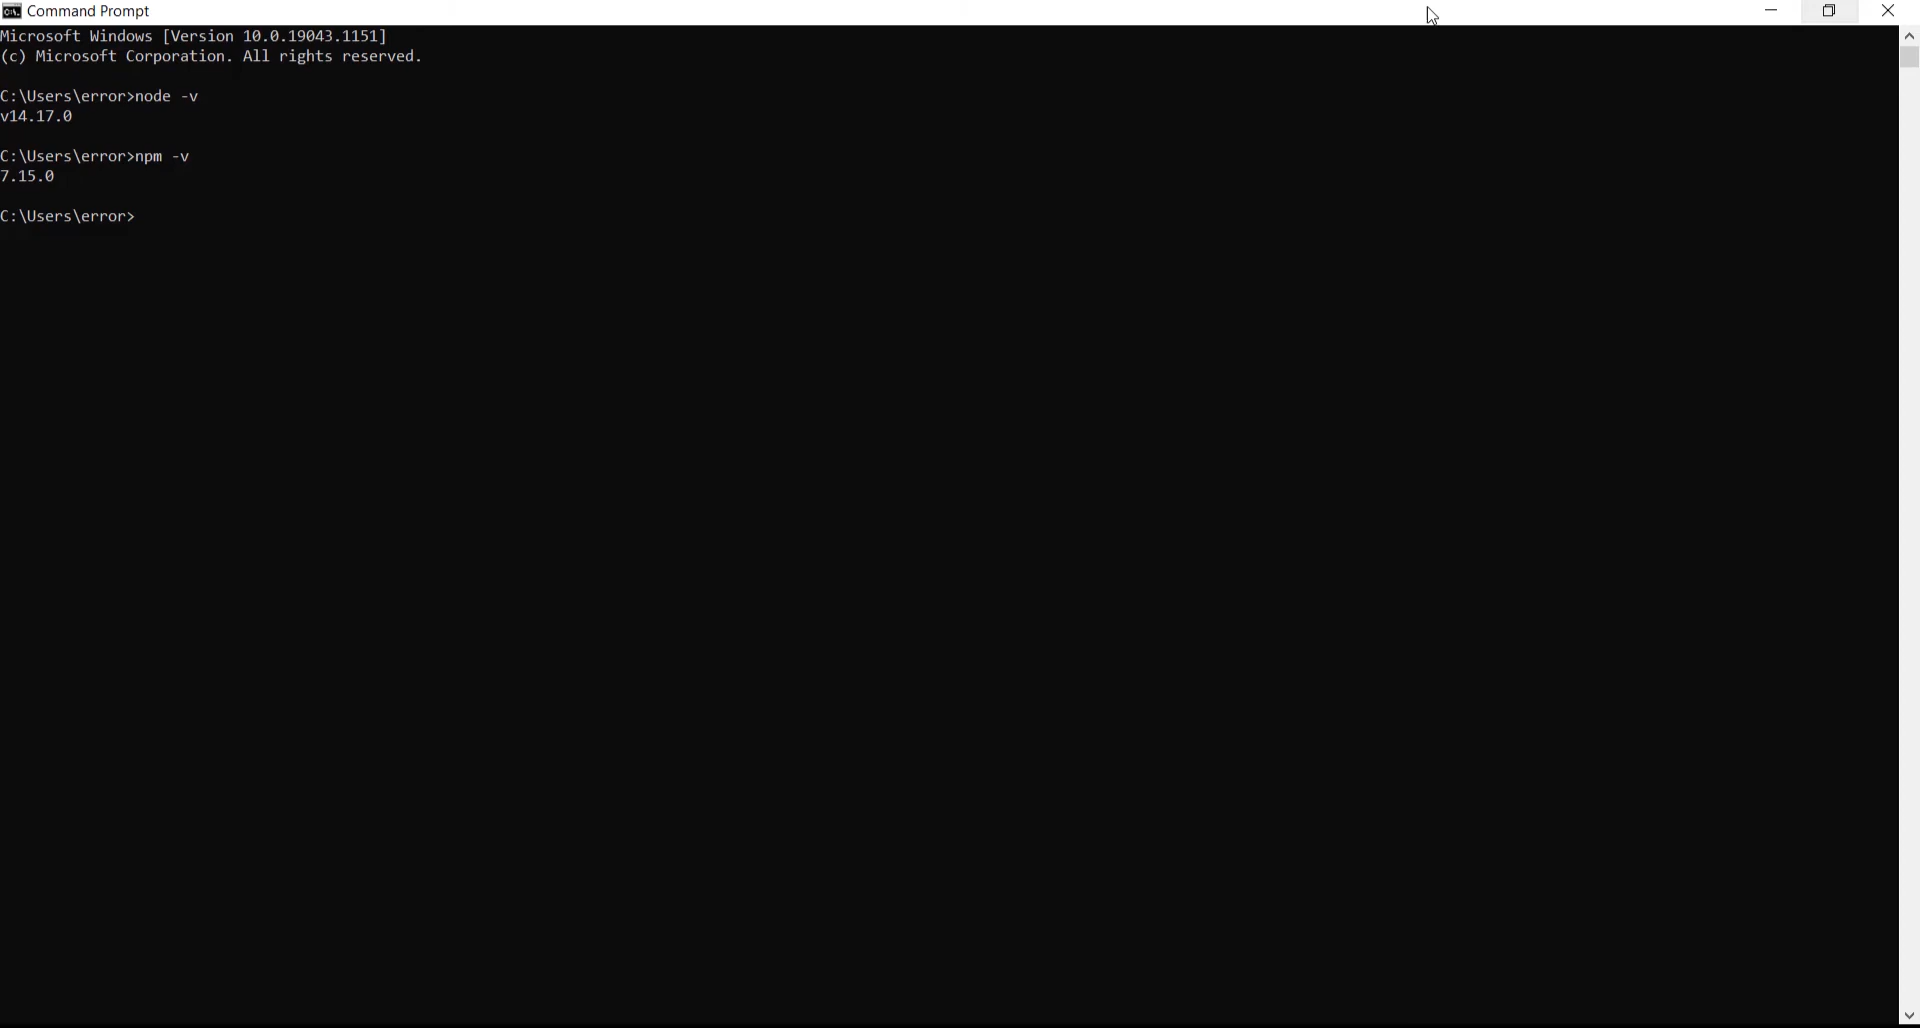 Command Prompt
Microsoft Windows [Version 10.0.19043.1151]
(c) Microsoft Corporation. All rights reserved.
C:\Users\error>node -v
v14.17.0
C:\Users\error>npm -v
7.15.0
C:\Users\error>